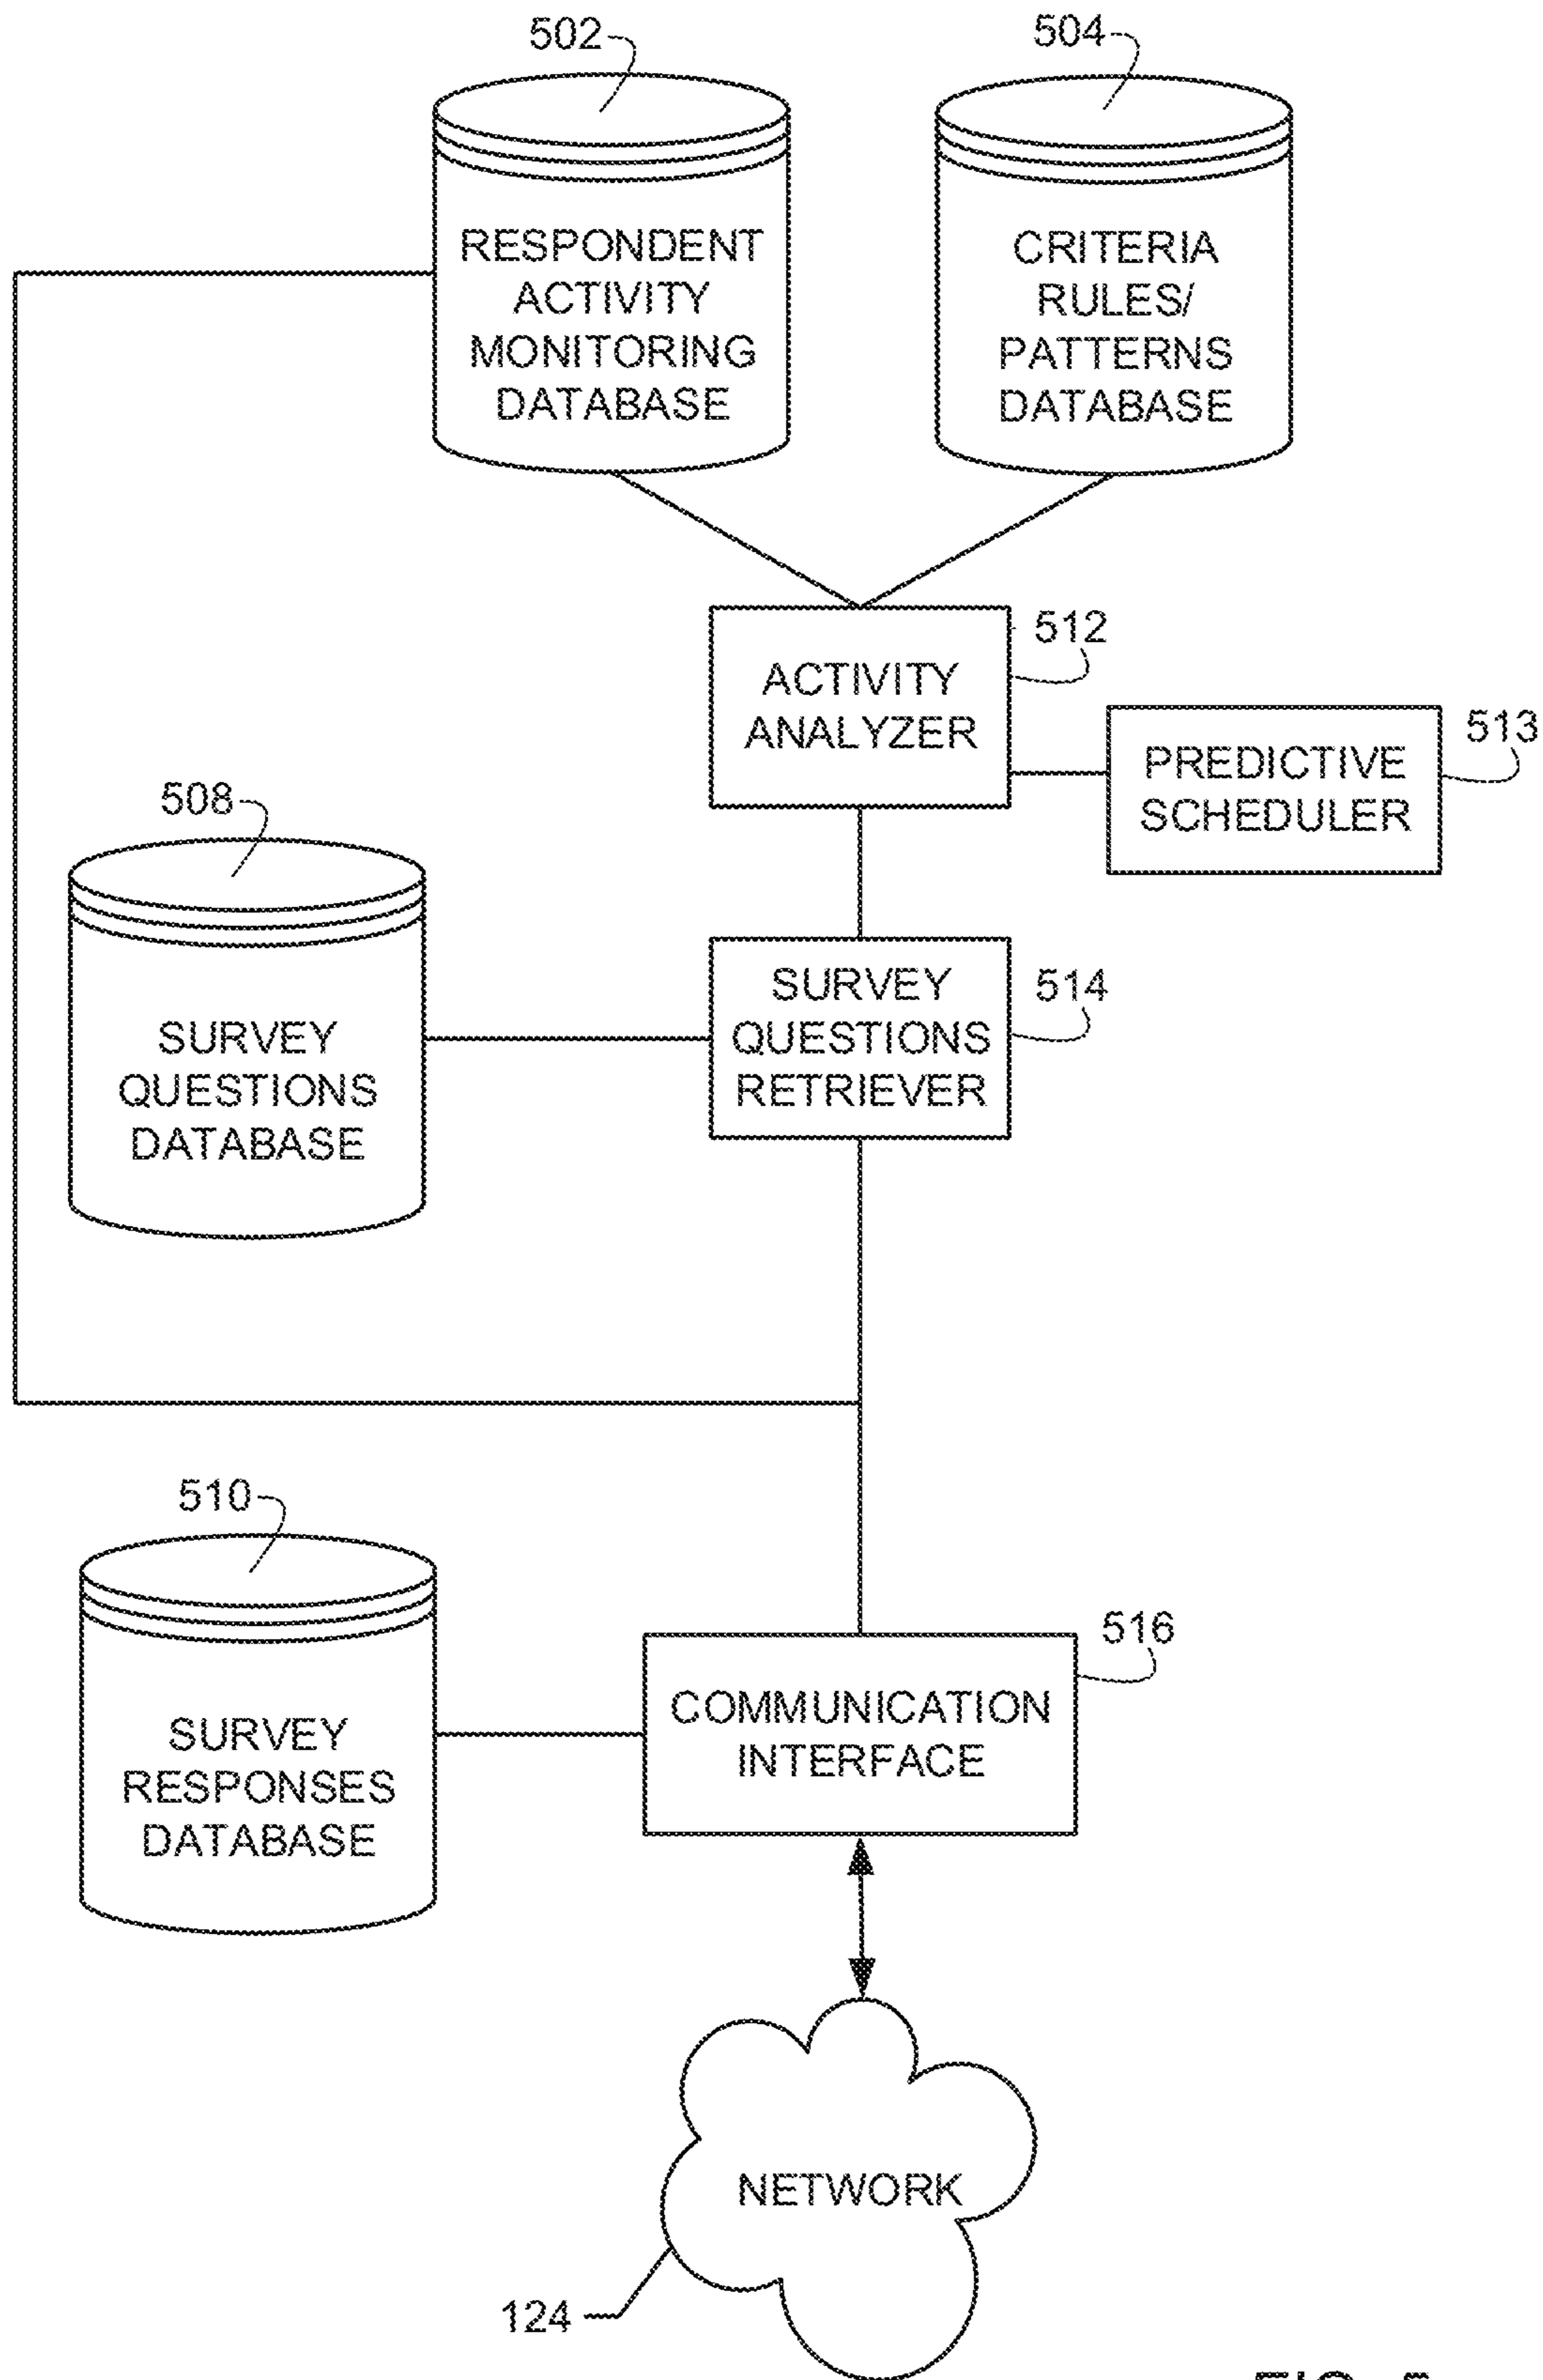 502
504
RESPONDENT
ACTIVITY
MONITORING
DATABASE
CRITERIA
RULES/
PATTERNS
DATABASE
512
ACTIVITY
ANALYZER
513
PREDICTIVE
SCHEDULER
508
SURVEY
QUESTIONS
DATABASE
514
SURVEY
QUESTIONS
RETRIEVER
510
SURVEY
RESPONSES
DATABASE
516
COMMUNICATION
INTERFACE
NETWORK
124